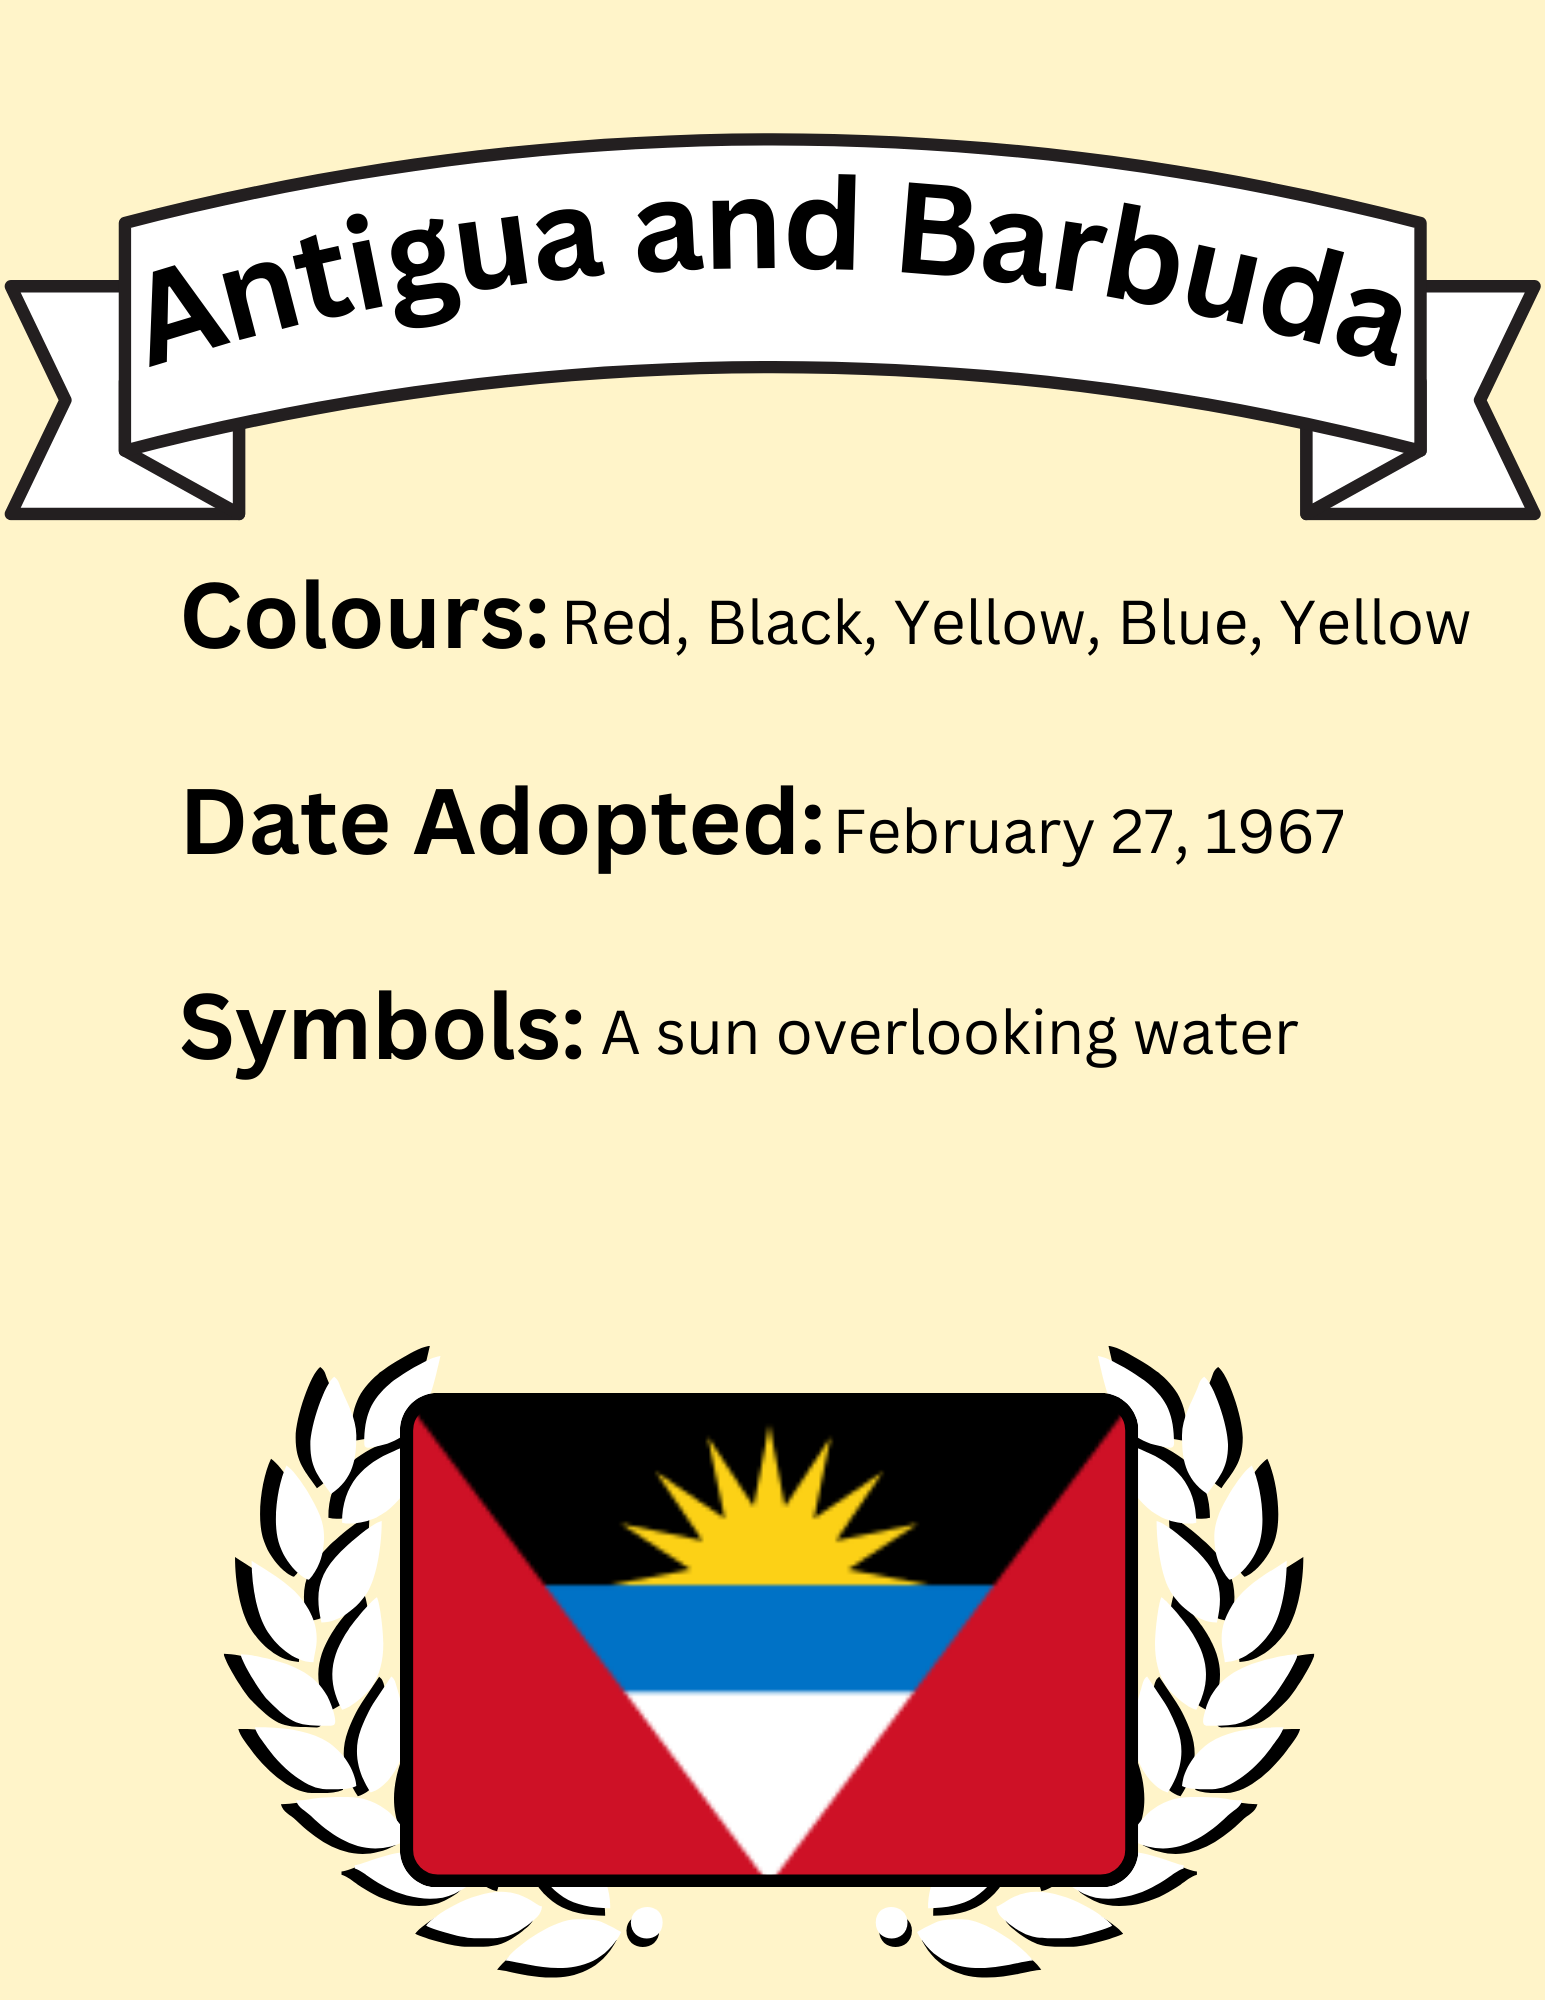 Antigua and Barbuda
Colours: Red, Black, Yellow, Blue, Yellow
Date Adopted: February 27, 1967
Symbols: A sun overlooking water